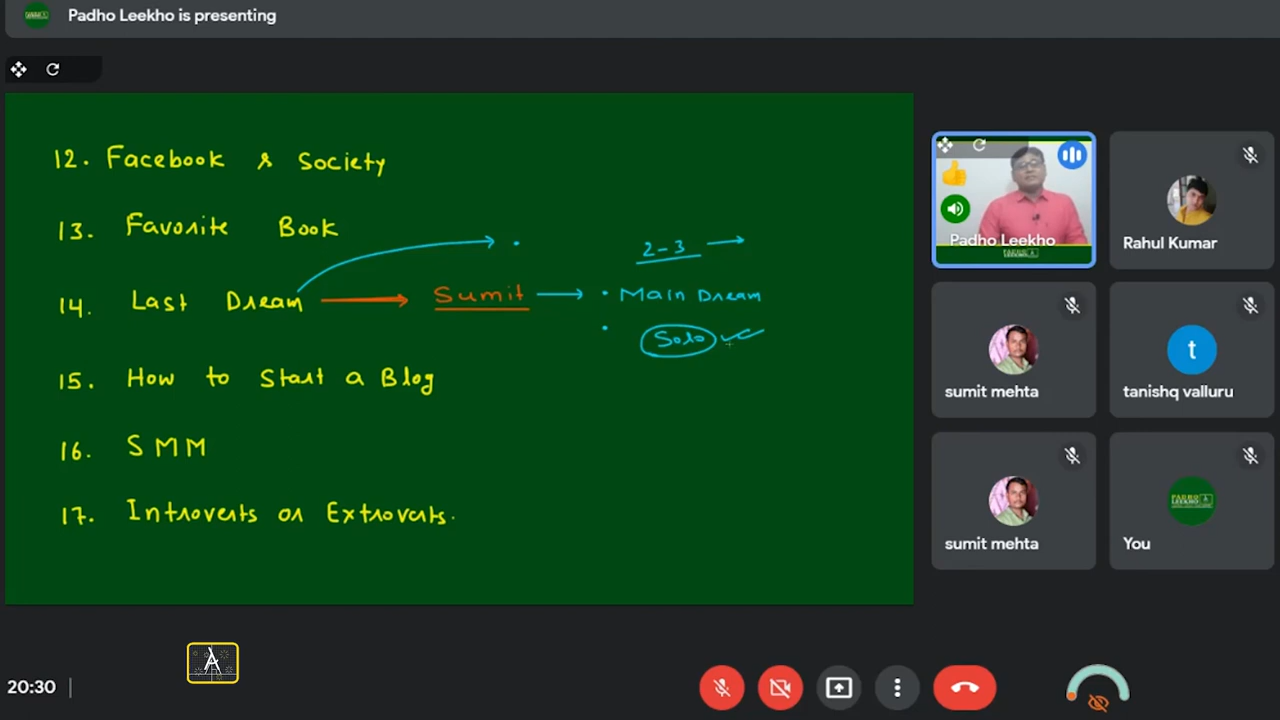 Padho Leekho is presenting
12. Facebook & Society
13. Favorite Book
2-3
14. Last Dream
Sumit
Main Dream
Solo
15. How to Start a Blog
16. SMM
17. Introverts or Extroverts.
Padho Leekho
Rahul Kumar
sumit mehta
t
tanishq valluru
sumit mehta
PADHO
LEEKHO
You
20:30